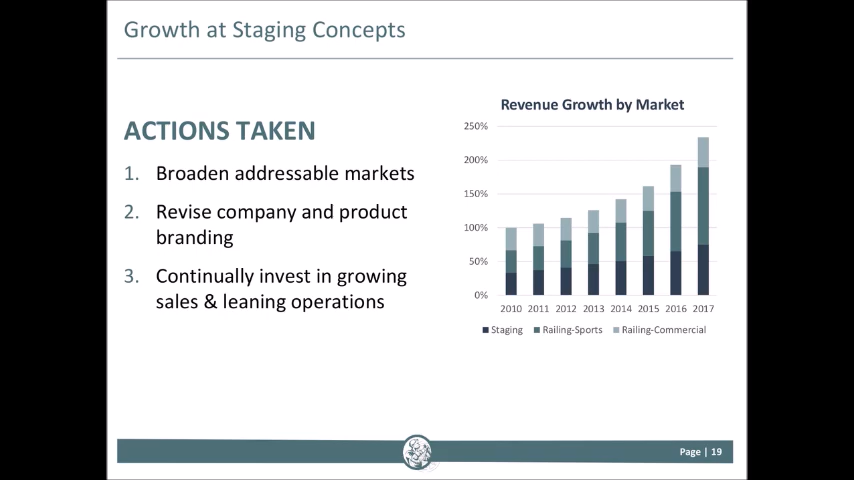 Growth at Staging Concepts
ACTIONS TAKEN
1. Broaden addressable markets
2. Revise company and product
branding
3. Continually invest in growing
sales & leaning operations
Revenue Growth by Market
250%
200%
150%
100%
50%
0%
2010 2011 2012 2013 2014 2015 2016 2017
Staging Railing-Sports Railing-Commercial
Page | 19